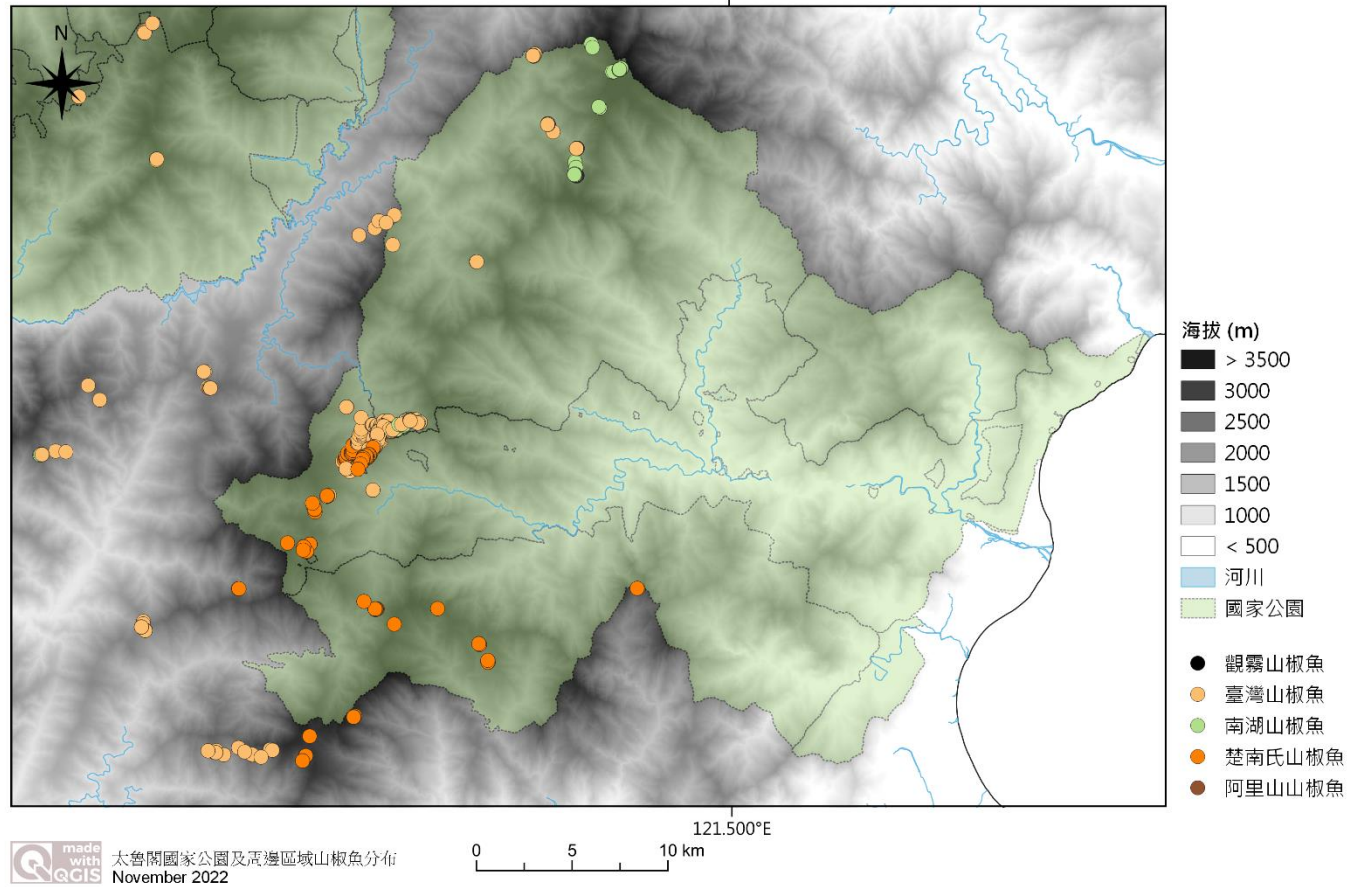 N
海拔 (m)
> 3500
3000
2500
2000
1500
1000
< 500
河川
國家公園
觀霧山椒魚
臺灣山椒魚
南湖山椒魚
楚南氏山椒魚
阿里山山椒魚
121.500°E
made
with
QGIS
太魯閣國家公園及周邊區域山椒魚分布
November 2022
0 5 10 km